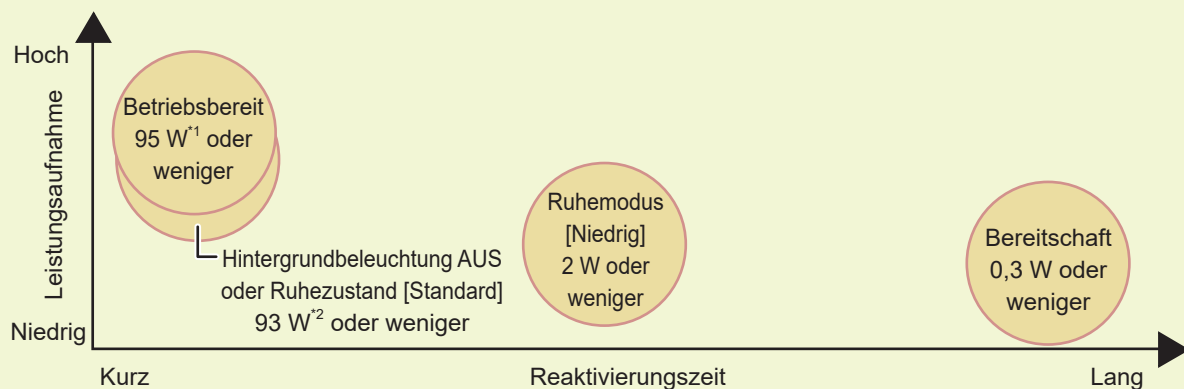 Hoch
Leistungsaufnahme
Niedrig
Betriebsbereit
95 W*1 oder
weniger
Hintergrundbeleuchtung AUS
oder Ruhezustand [Standard]
93 W*2 oder weniger
Ruhemodus
[Niedrig]
2 W oder
weniger
Bereitschaft
0,3 W oder
weniger
Kurz
Reaktivierungszeit
Lang